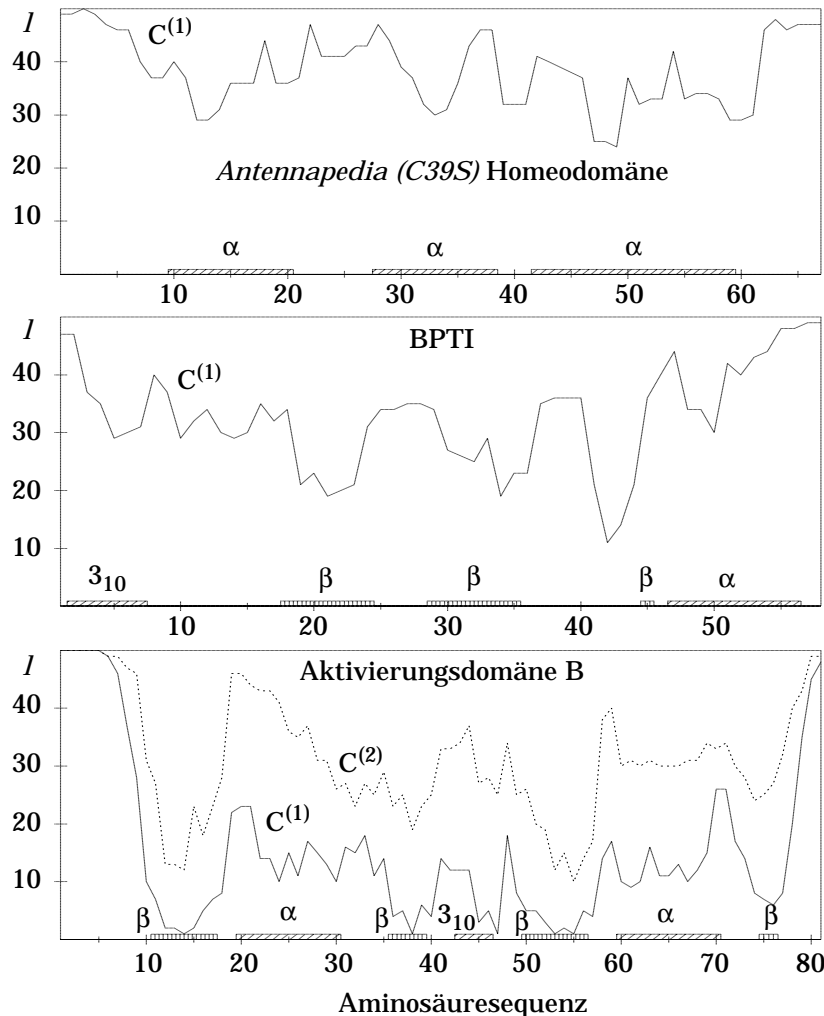 l
C(1)
40
30
20
10
Antennapedia (C39S) Homeodomäne
α α α
10 20 30 40 50 60
l
BPTI
C(1)
40
30
20
10
3₁₀ β β β α
10 20 30 40 50
l
Aktivierungsdomäne B
40
30
20
10
C(2)
C(1)
β α β 3₁₀ β α β
10 20 30 40 50 60 70 80
Aminosäuresequenz